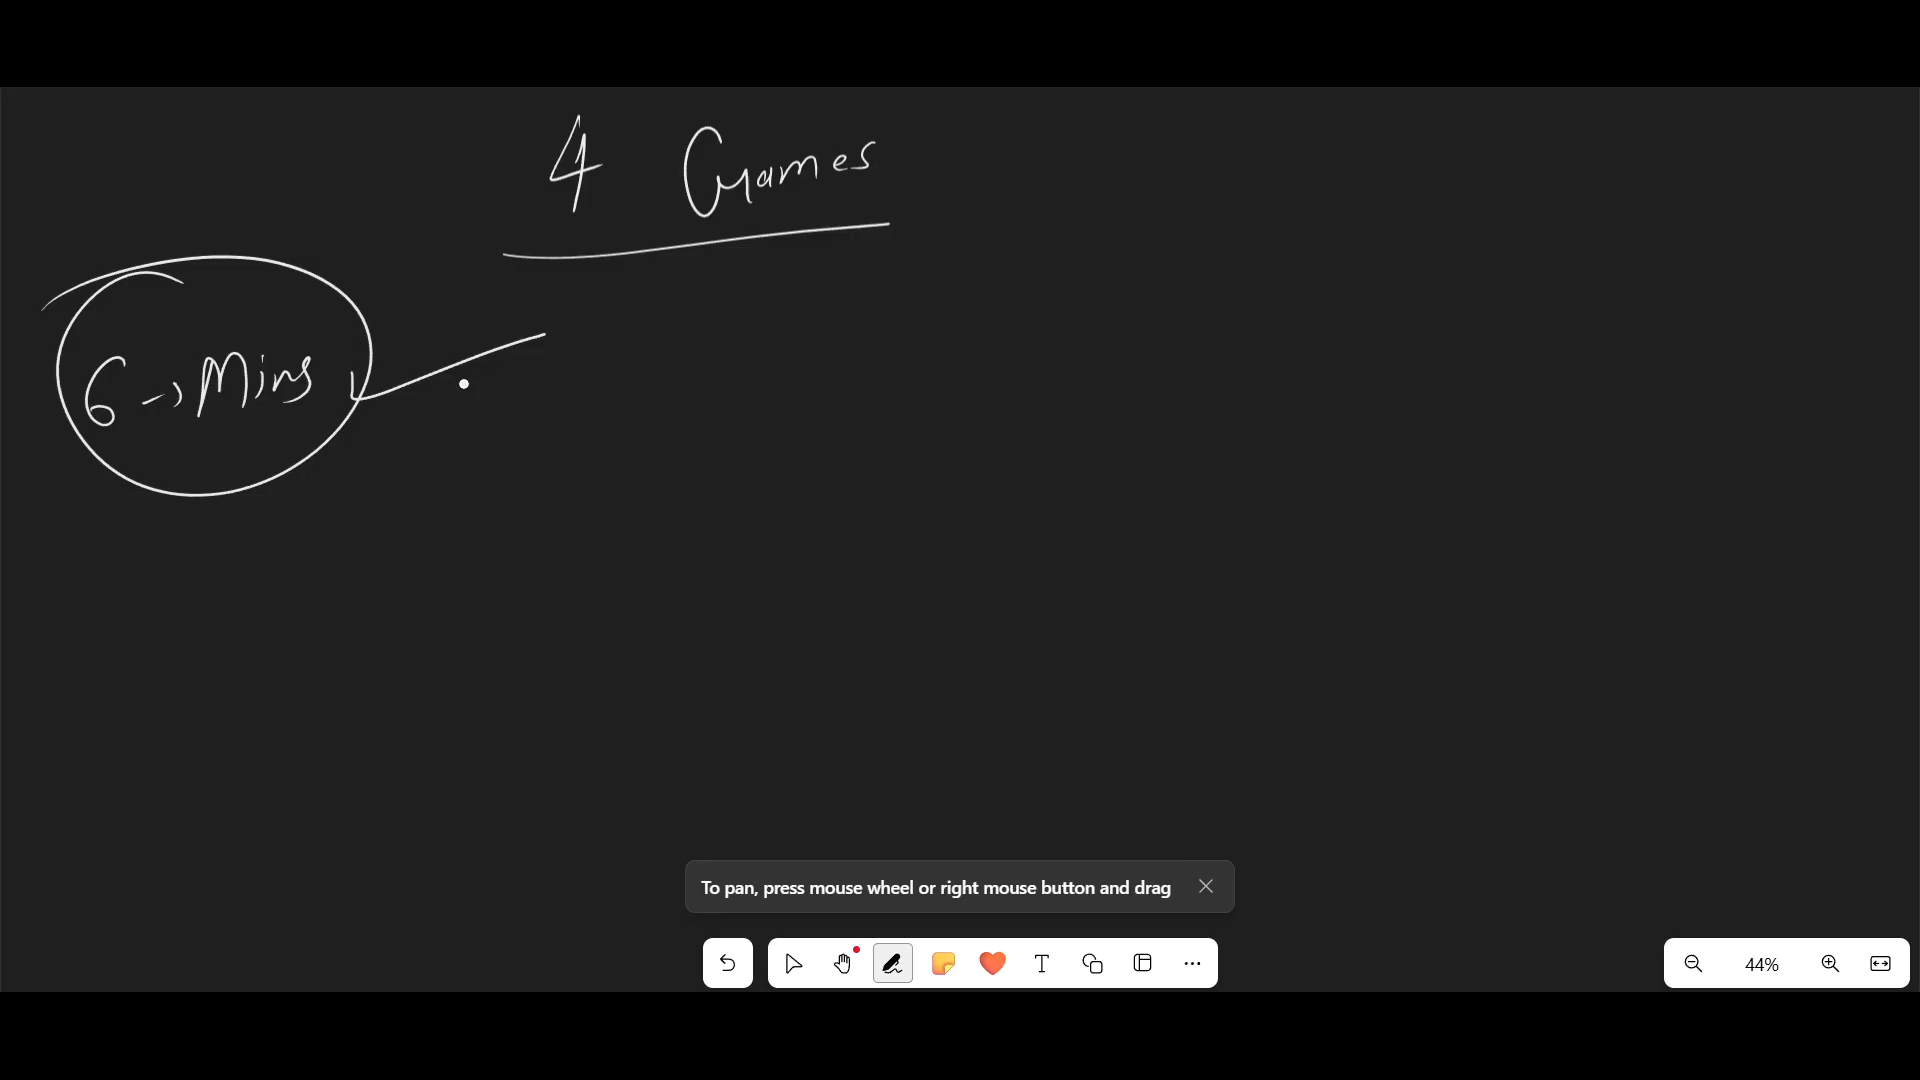 4 Games
6 → Mins
To pan, press mouse wheel or right mouse button and drag
44%